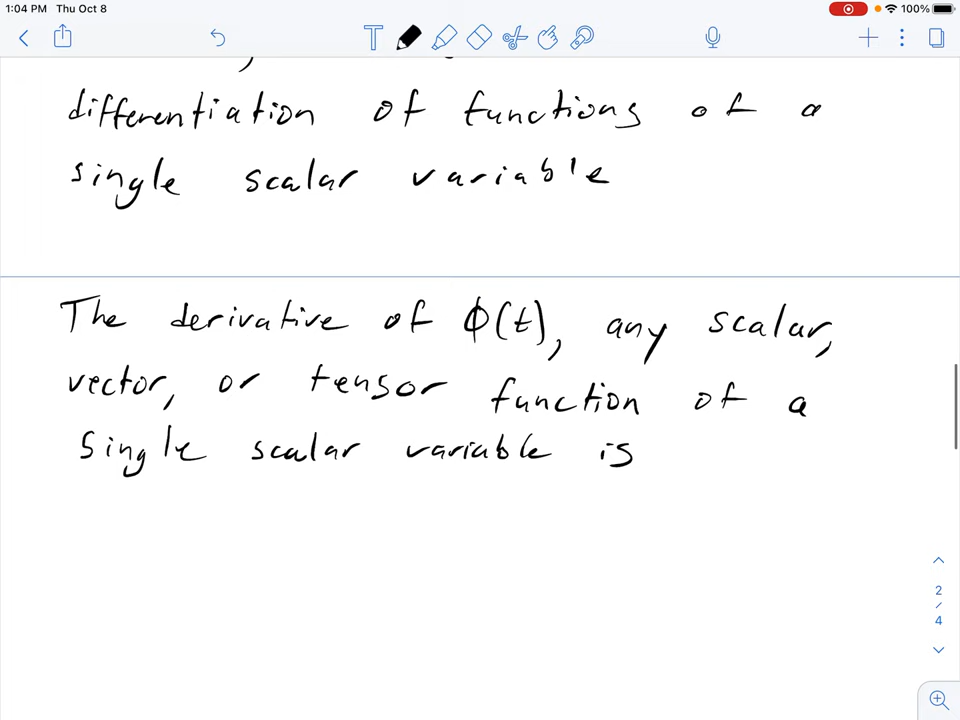 1:04 PM Thu Oct 8
100%
differentiation of functions of a
single scalar variable
The derivative of ϕ(t), any scalar,
vector, or tensor function of a
single scalar variable is
2
/
4